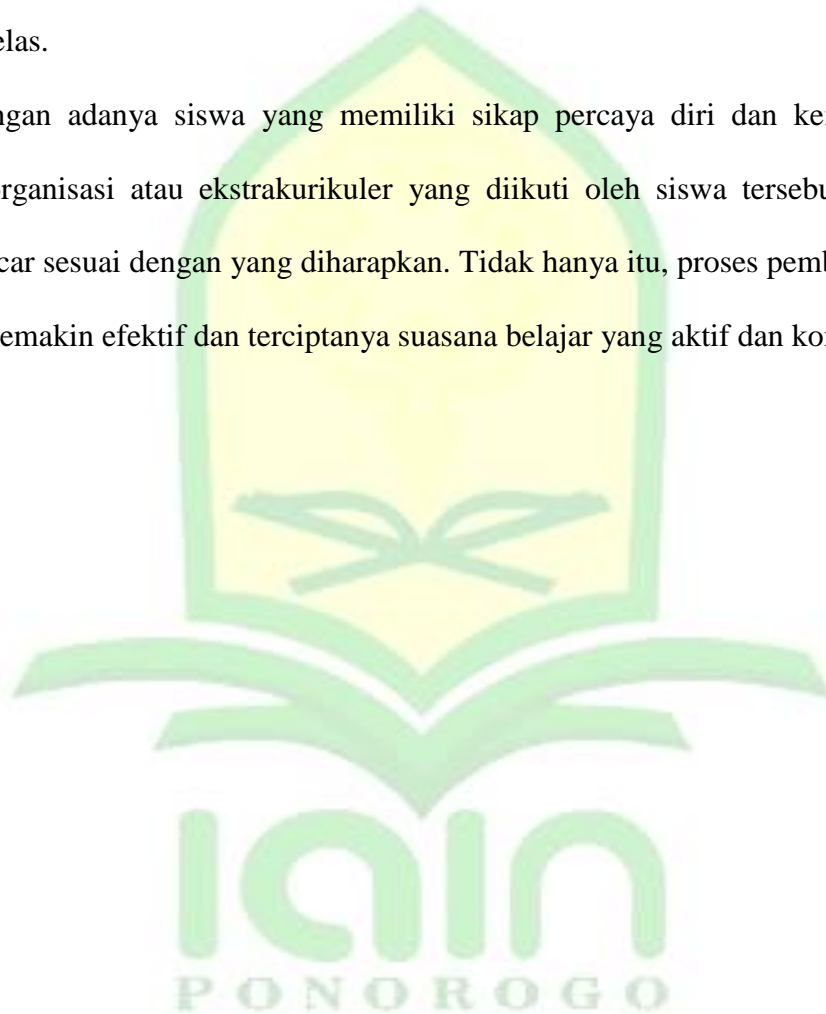 elas.
ngan adanya siswa yang memiliki sikap percaya diri dan ke
organisasi atau ekstrakurikuler yang diikuti oleh siswa tersebu
car sesuai dengan yang diharapkan. Tidak hanya itu, proses pemb
emakin efektif dan terciptanya suasana belajar yang aktif dan ko
iain
PONOROGO